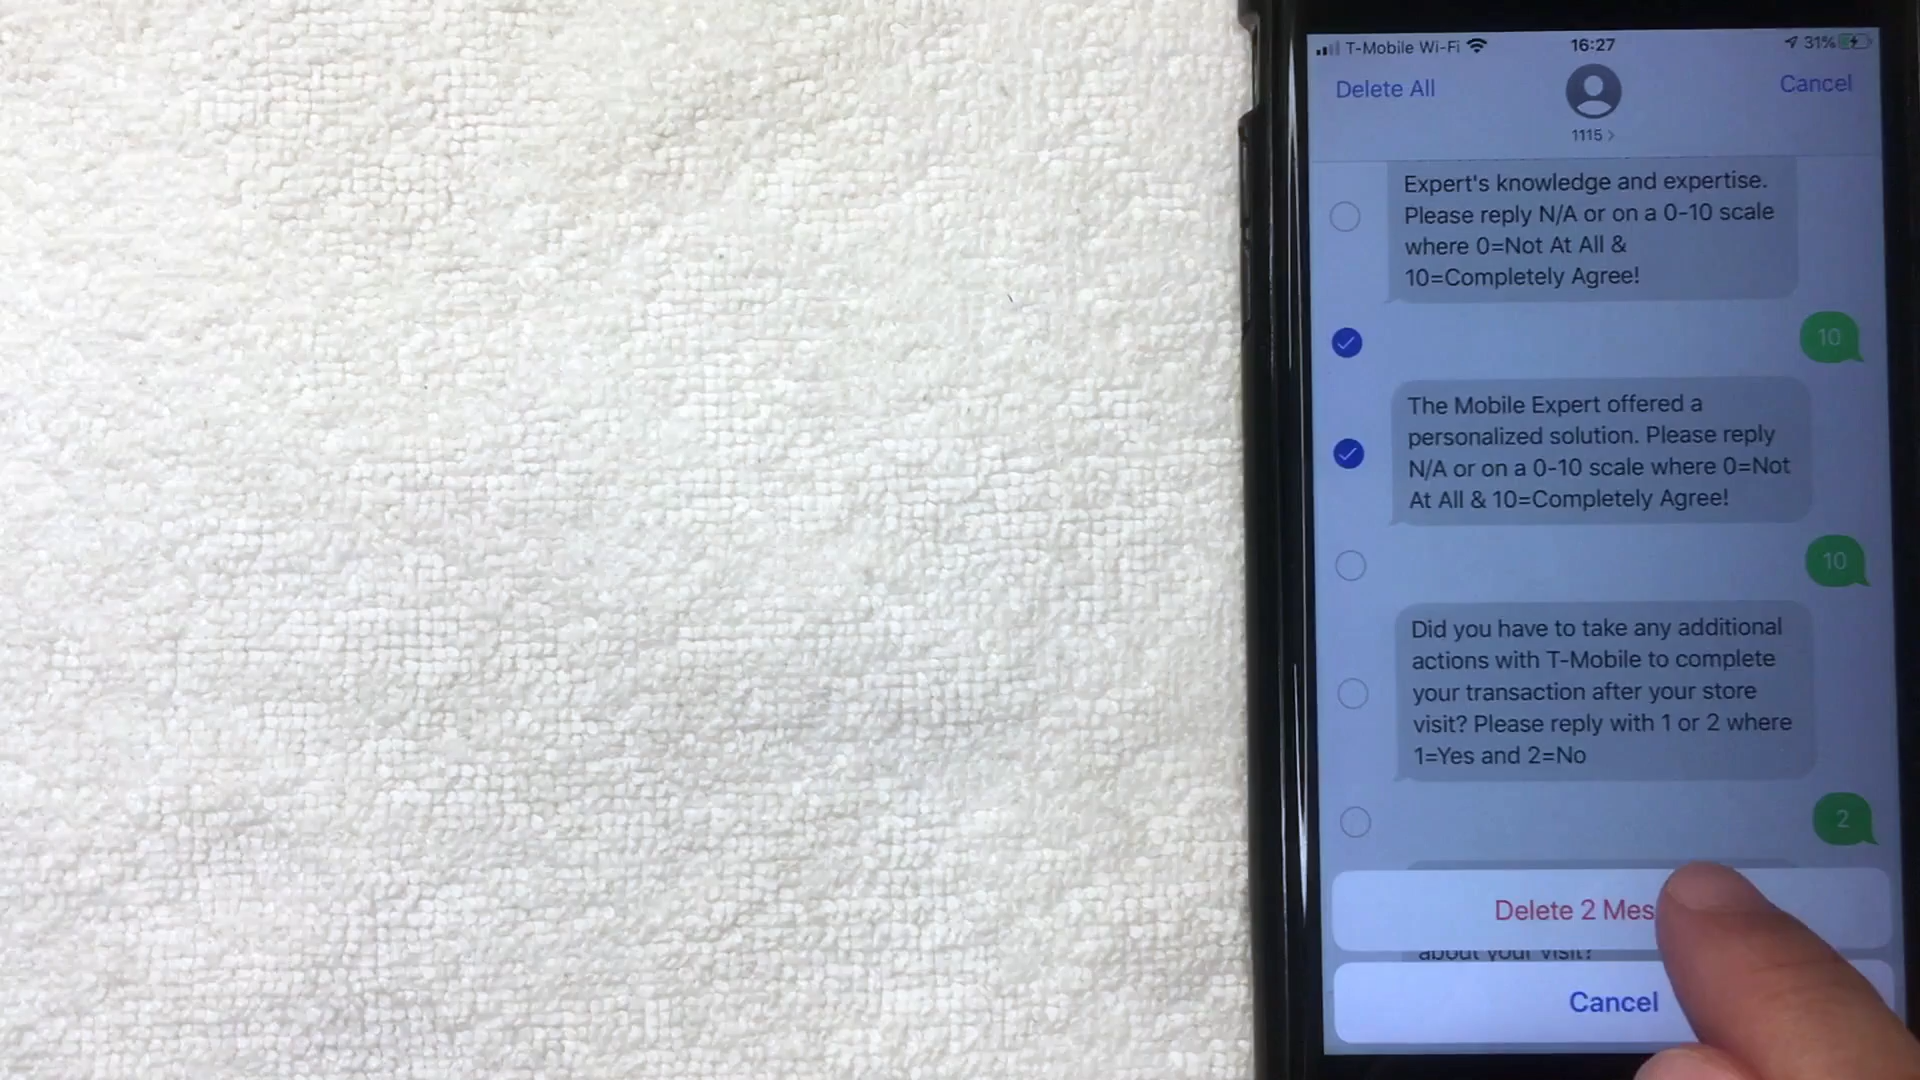 T-Mobile Wi-Fi 16:27 31%
Delete All Cancel
1115 >
Expert's knowledge and expertise.
Please reply N/A or on a 0-10 scale
where 0=Not At All &
10=Completely Agree!
10
The Mobile Expert offered a
personalized solution. Please reply
N/A or on a 0-10 scale where 0=Not
At All & 10=Completely Agree!
10
Did you have to take any additional
actions with T-Mobile to complete
your transaction after your store
visit? Please reply with 1 or 2 where
1=Yes and 2=No
2
Delete 2 Mes
about your visit?
Cancel